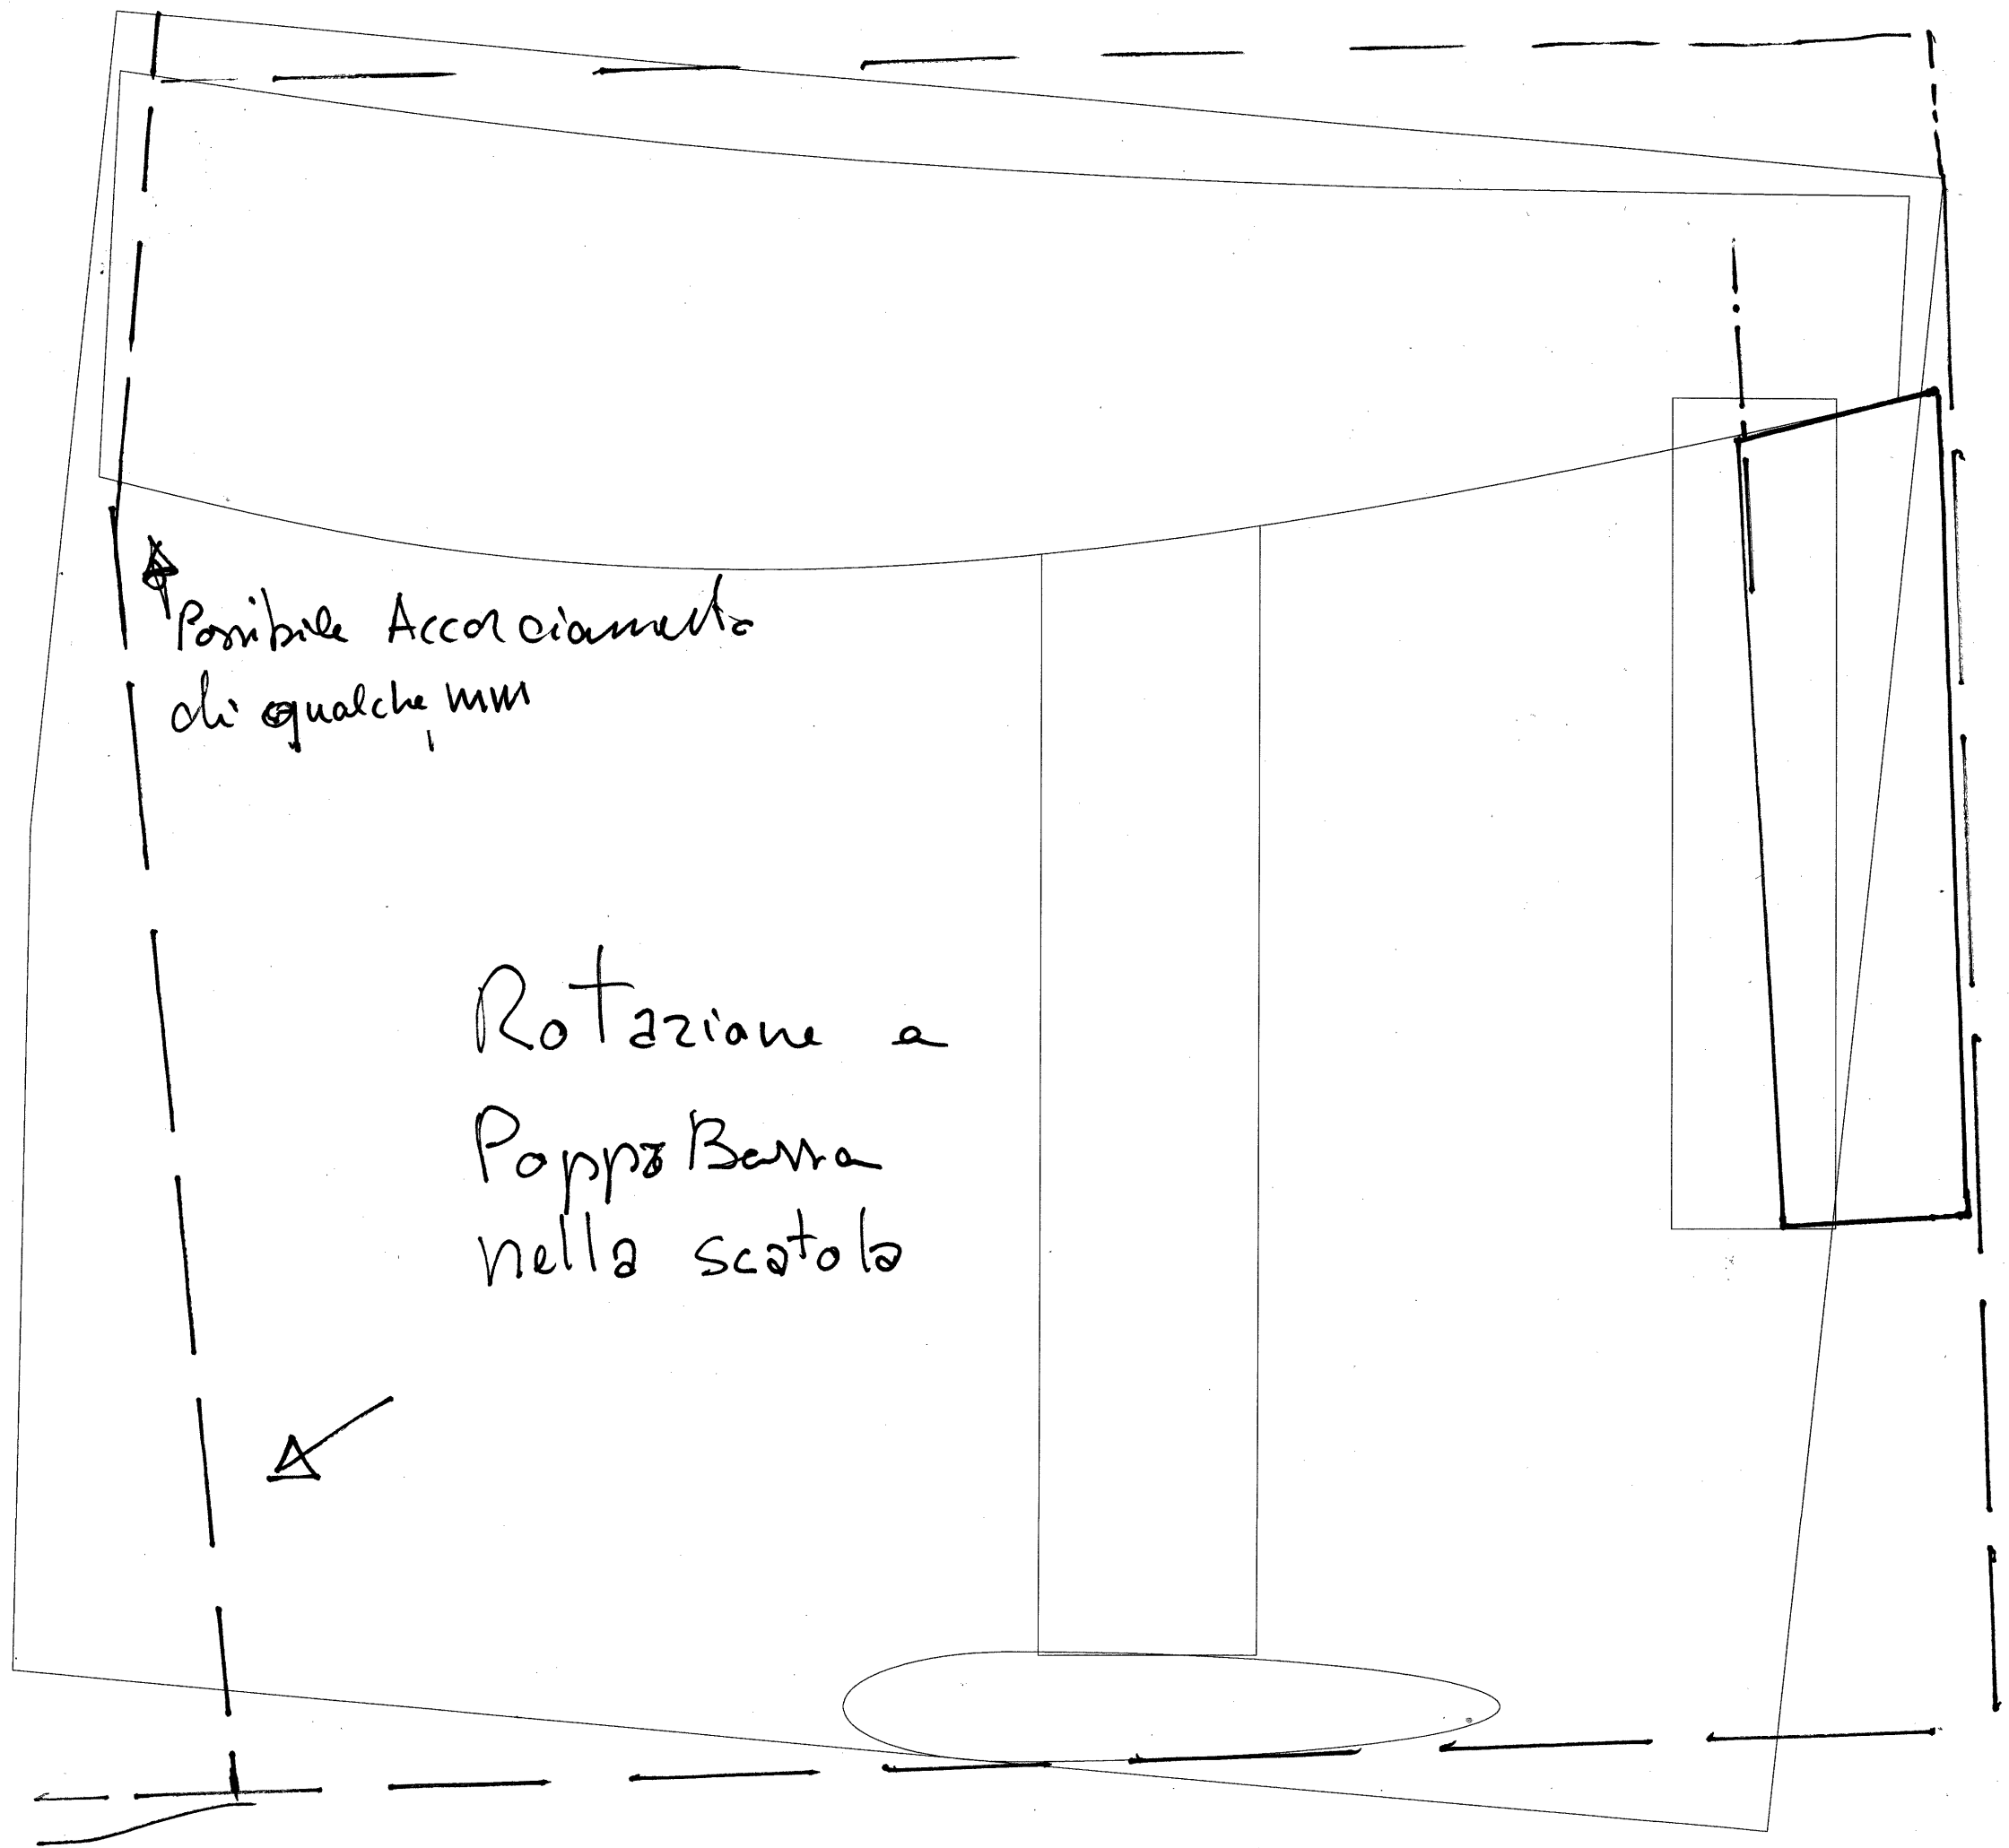 Possibile Accorciamento
di qualche mm
Rotazione a
Poppa Bassa
nella scatola